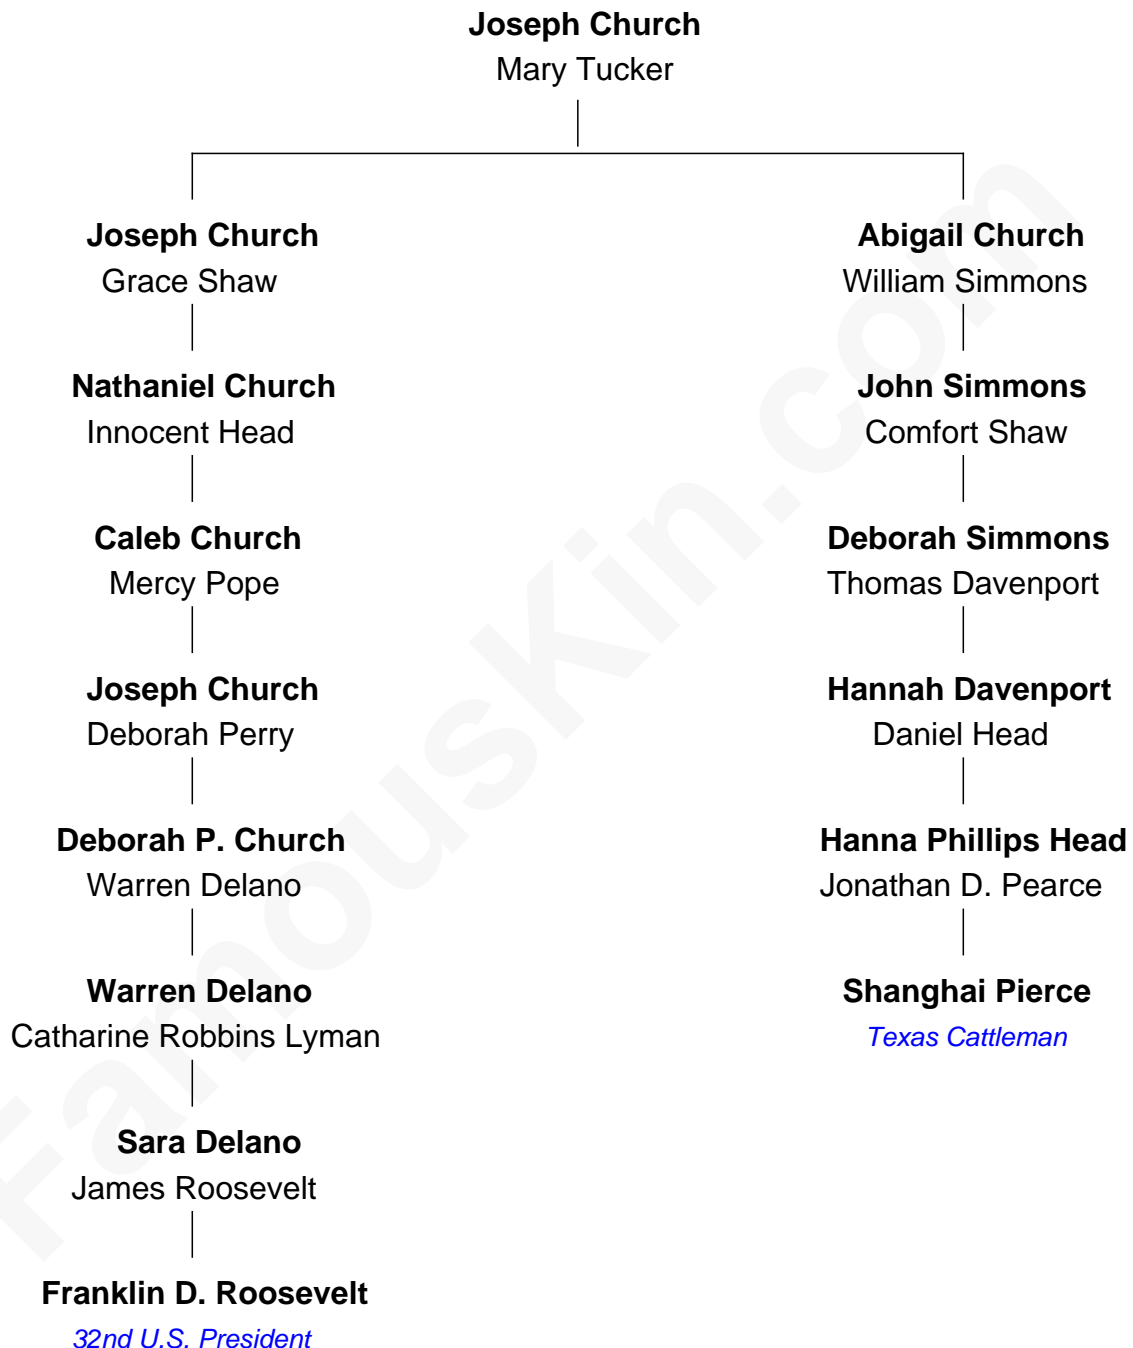 Joseph Church
Mary Tucker
Joseph Church
Grace Shaw
Abigail Church
William Simmons
Nathaniel Church
Innocent Head
John Simmons
Comfort Shaw
Caleb Church
Mercy Pope
Deborah Simmons
Thomas Davenport
Joseph Church
Deborah Perry
Hannah Davenport
Daniel Head
Deborah P. Church
Warren Delano
Hanna Phillips Head
Jonathan D. Pearce
Warren Delano
Catharine Robbins Lyman
Shanghai Pierce
Texas Cattleman
Sara Delano
James Roosevelt
Franklin D. Roosevelt
32nd U.S. President
FamousKin.com